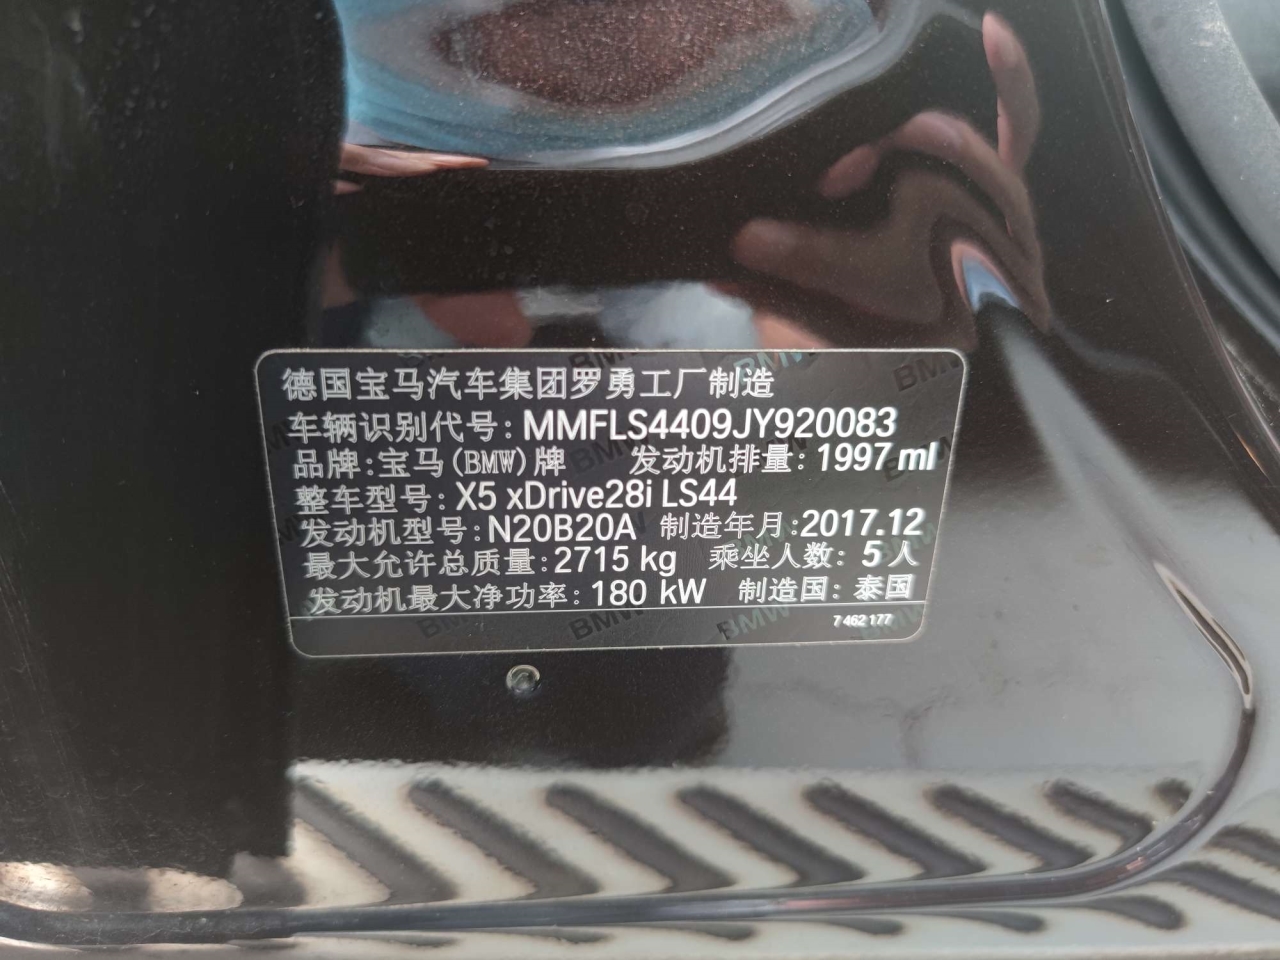 德国宝马汽车集团罗勇工厂制造
车辆识别代号: MMFLS4409JY920083
品牌:宝马(BMW)牌 发动机排量: 1997 ml
整车型号: X5 xDrive28i LS44
发动机型号: N20B20A 制造年月:2017.12
最大允许总质量: 2715 kg 乘坐人数: 5人
发动机最大净功率: 180 kW 制造国: 泰国
7 462 177